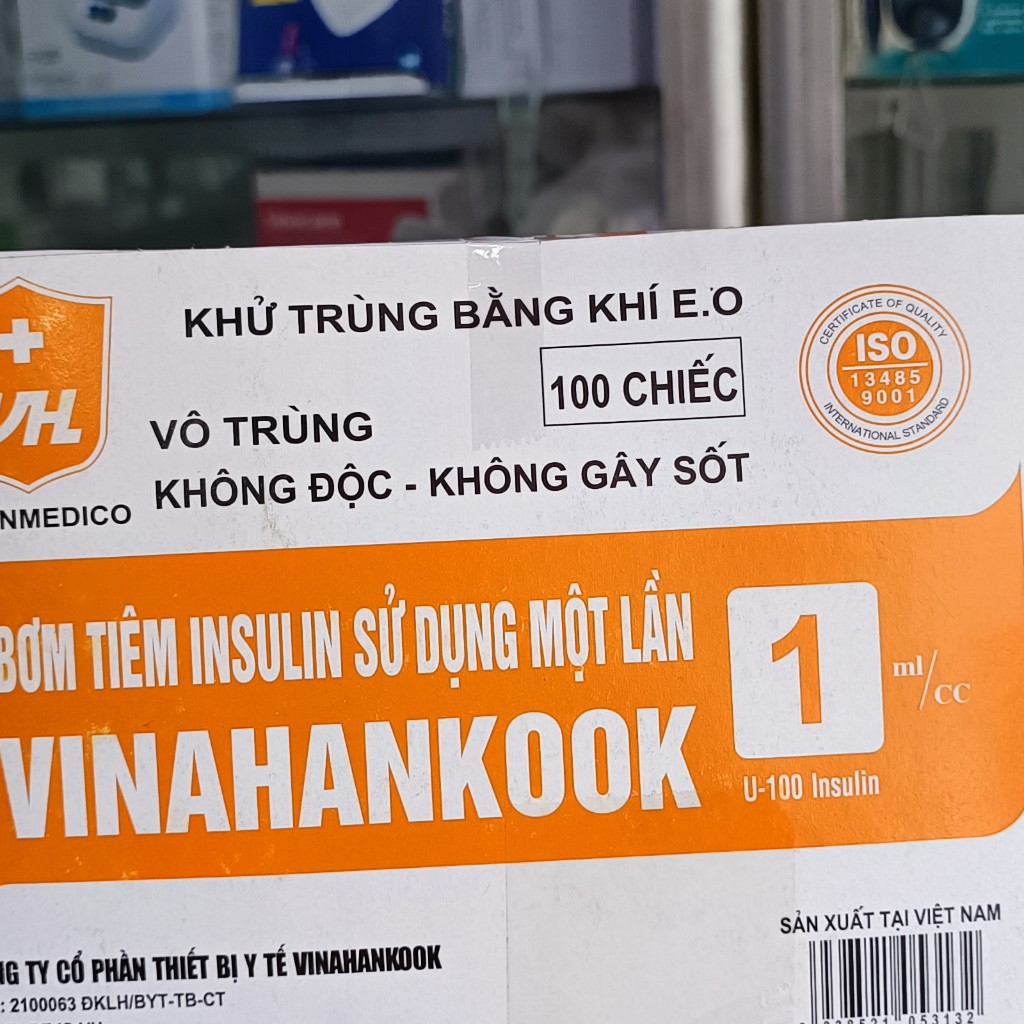 KHỬ TRÙNG BẰNG KHÍ E.O
100 CHIẾC
VÔ TRÙNG
KHÔNG ĐỘC - KHÔNG GÂY SỐT
CERTIFICATE OF QUALITY
ISO
13485
9001
INTERNATIONAL STANDARD
VH
NMEDICO
BƠM TIÊM INSULIN SỬ DỤNG MỘT LẦN
1
ml/cc
VINAHANKOOK
U-100 Insulin
SẢN XUẤT TẠI VIỆT NAM
NG TY CỔ PHẦN THIẾT BỊ Y TẾ VINAHANKOOK
: 2100063 ĐKLH/BYT-TB-CT
053132